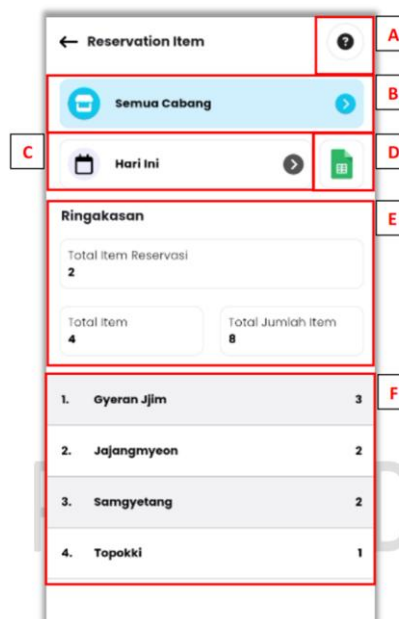 A
← Reservation Item ?
B
Semua Cabang
C
D
Hari Ini
E
Ringakasan
Total Item Reservasi
2
Total Item Total Jumlah Item
4 8
F
1. Gyeran Jjim 3
2. Jajangmyeon 2
3. Samgyetang 2
4. Topokki 1